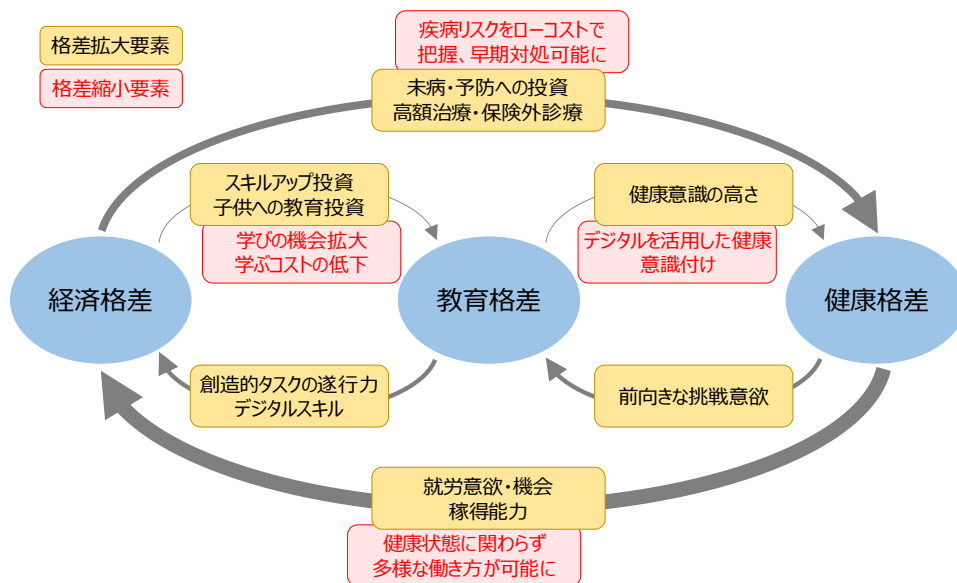 格差拡大要素
格差縮小要素
疾病リスクをローコストで
把握、早期対処可能に
未病・予防への投資
高額治療・保険外診療
スキルアップ投資
子供への教育投資
学びの機会拡大
学ぶコストの低下
健康意識の高さ
デジタルを活用した健康
意識付け
経済格差
教育格差
健康格差
創造的タスクの遂行力
デジタルスキル
前向きな挑戦意欲
就労意欲・機会
稼得能力
健康状態に関わらず
多様な働き方が可能に